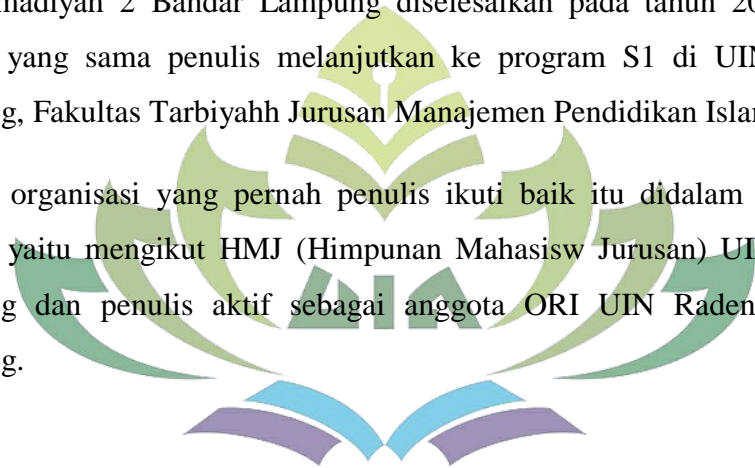 madiyah 2 Bandar Lampung diselesaikan pada tahun 20
yang sama penulis melanjutkan ke program S1 di UIN
g, Fakultas Tarbiyahh Jurusan Manajemen Pendidikan Islam
organisasi yang pernah penulis ikuti baik itu didalam
yaitu mengikut HMJ (Himpunan Mahasisw Jurusan) UI
g dan penulis aktif sebagai anggota ORI UIN Raden
g.